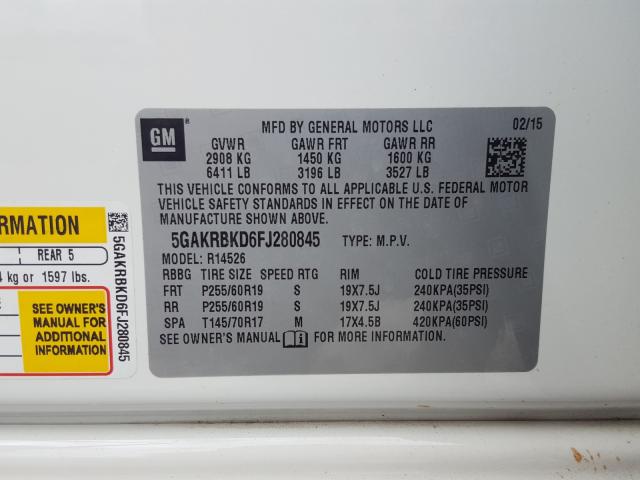 GM
MFD BY GENERAL MOTORS LLC 02/15
GVWR GAWR FRT GAWR RR
2908 KG 1450 KG 1600 KG
6411 LB 3196 LB 3527 LB
THIS VEHICLE CONFORMS TO ALL APPLICABLE U.S. FEDERAL MOTOR
VEHICLE SAFETY STANDARDS IN EFFECT ON THE DATE OF
MANUFACTURE SHOWN ABOVE.
5GAKRBKD6FJ280845 TYPE: M.P.V.
MODEL: R14526
RBBG TIRE SIZE SPEED RTG RIM COLD TIRE PRESSURE
FRT P255/60R19 S 19X7.5J 240KPA(35PSI)
RR P255/60R19 S 19X7.5J 240KPA(35PSI)
SPA T145/70R17 M 17X4.5B 420KPA(60PSI)
SEE OWNER'S MANUAL FOR MORE INFORMATION.
REAR 5
kg or 1597 lbs.
SEE OWNER'S
MANUAL FOR
ADDITIONAL
INFORMATION
5GAKRBKD6FJ280845